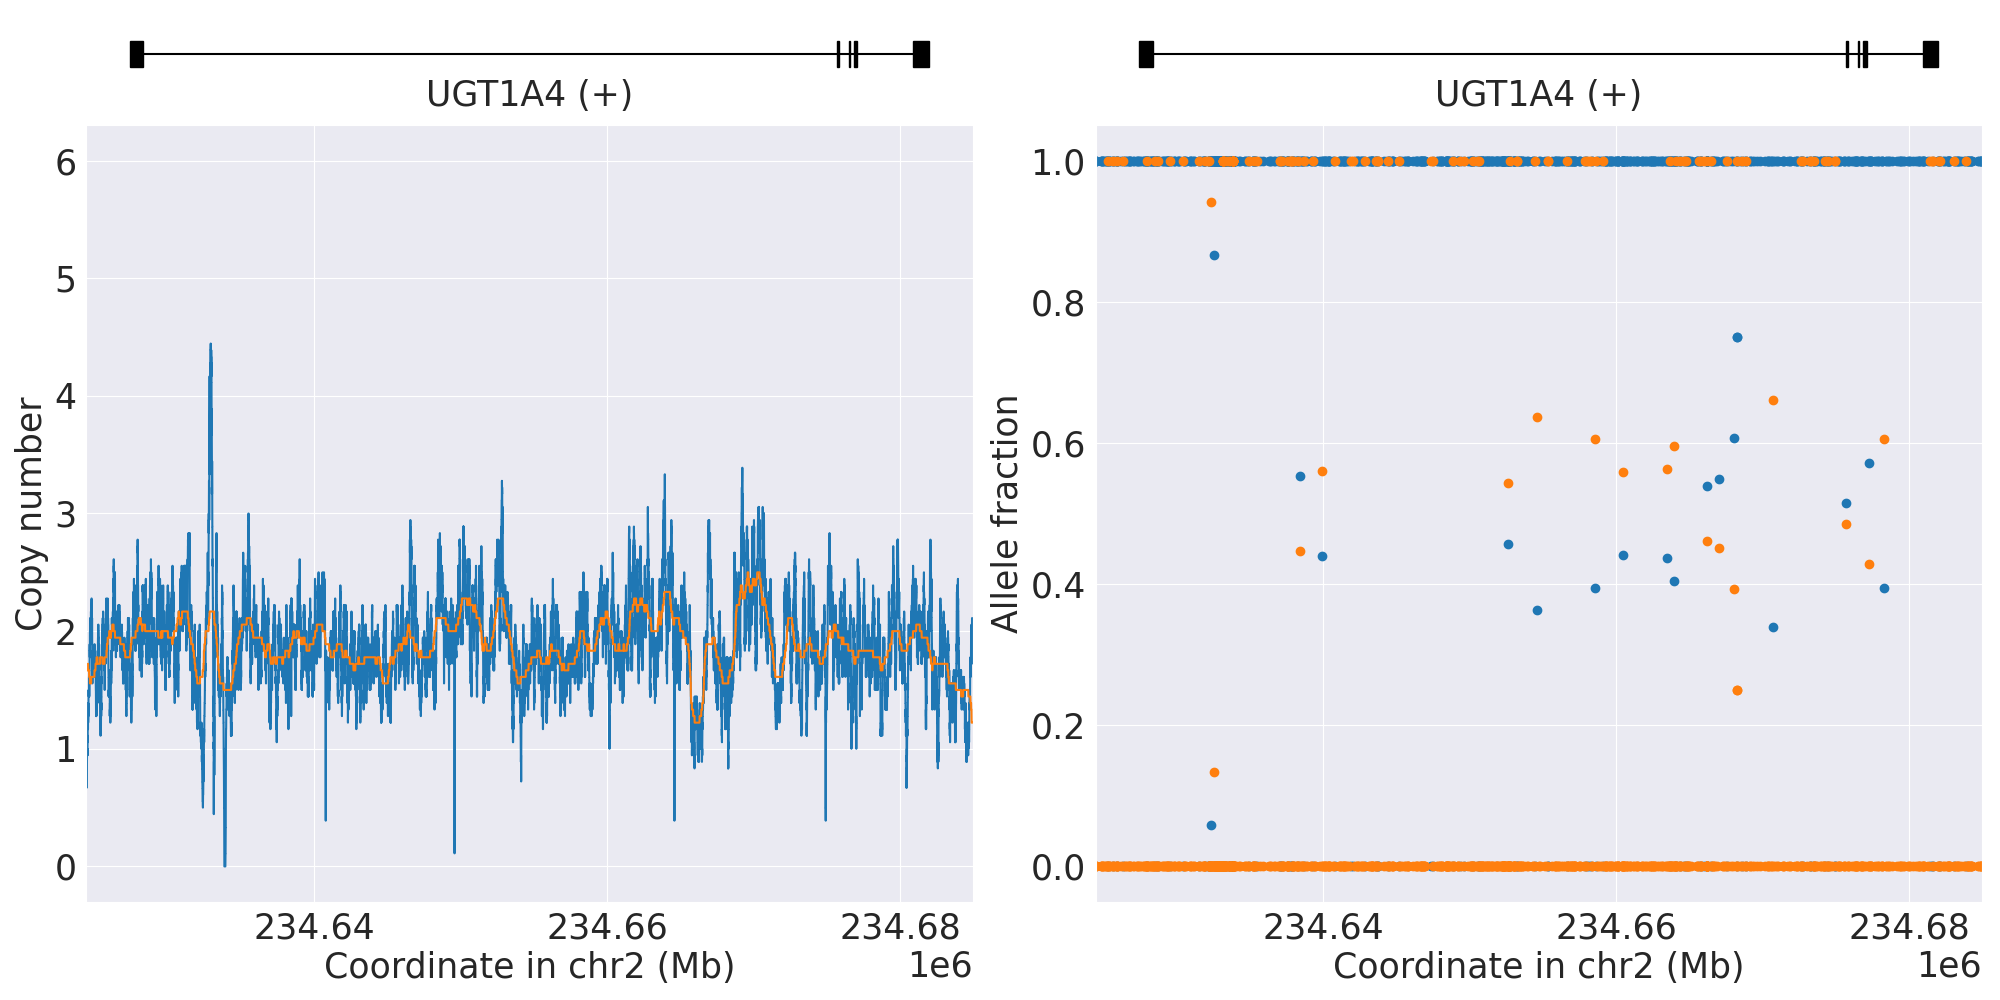 UGT1A4 (+)
6
5
4
3
2
1
0
Copy number
234.64 234.66 234.68
Coordinate in chr2 (Mb) 1e6
UGT1A4 (+)
1.0
0.8
0.6
0.4
0.2
0.0
Allele fraction
234.64 234.66 234.68
Coordinate in chr2 (Mb) 1e6